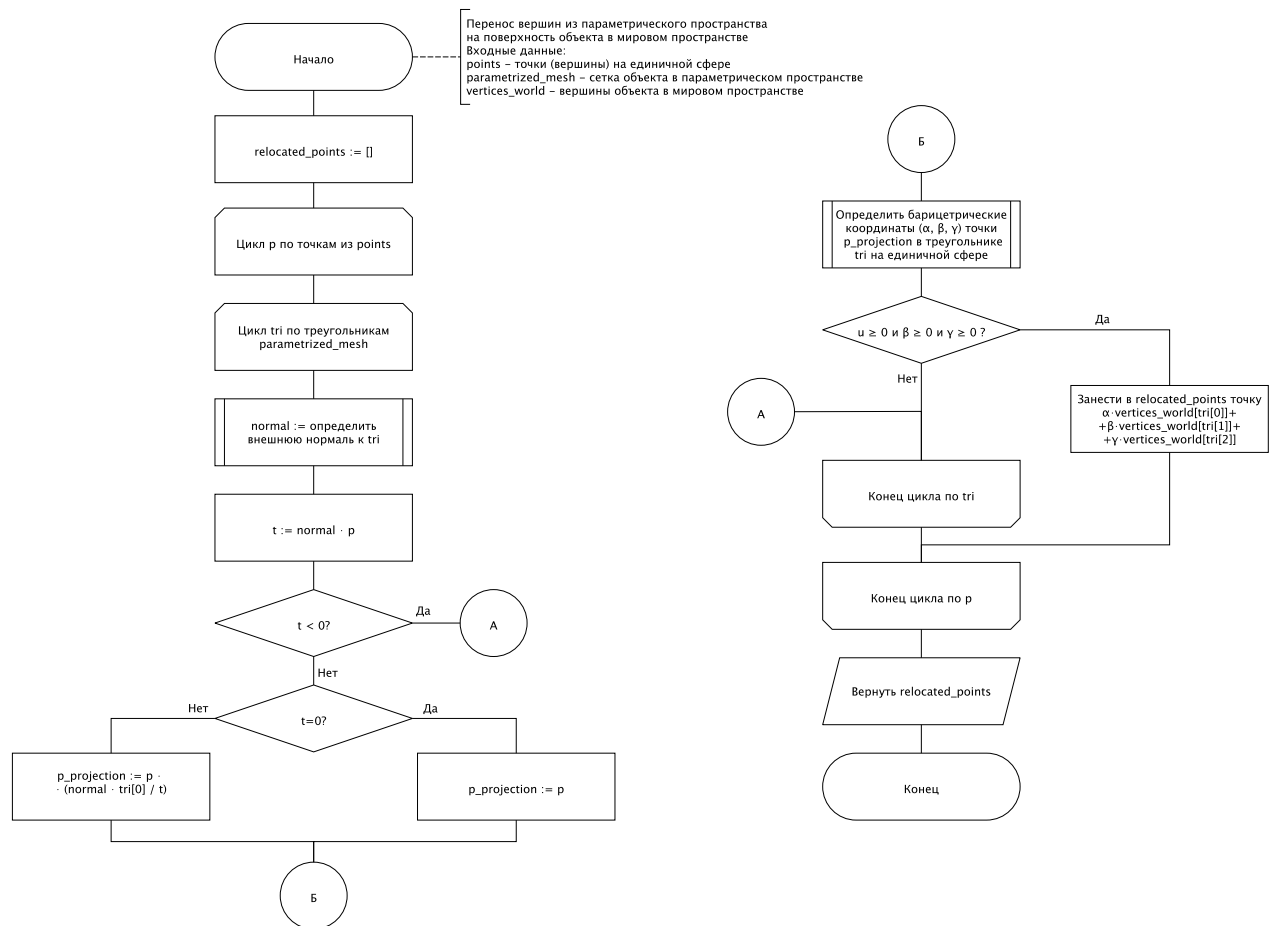 Начало
Перенос вершин из параметрического пространства
на поверхность объекта в мировом пространстве
Входные данные:
points – точки (вершины) на единичной сфере
parametrized_mesh – сетка объекта в параметрическом пространстве
vertices_world – вершины объекта в мировом пространстве
relocated_points := []
Цикл p по точкам из points
Цикл tri по треугольникам
parametrized_mesh
normal := определить
внешнюю нормаль к tri
t := normal · p
t < 0?
Да
А
Нет
t=0?
Нет
Да
p_projection := p ·
· (normal · tri[0] / t)
p_projection := p
Б
Б
Определить барицетрические
координаты (α, β, γ) точки
p_projection в треугольнике
tri на единичной сфере
u ≥ 0 и β ≥ 0 и γ ≥ 0 ?
Да
Нет
А
Занести в relocated_points точку
α·vertices_world[tri[0]]+
+β·vertices_world[tri[1]]+
+γ·vertices_world[tri[2]]
Конец цикла по tri
Конец цикла по p
Вернуть relocated_points
Конец